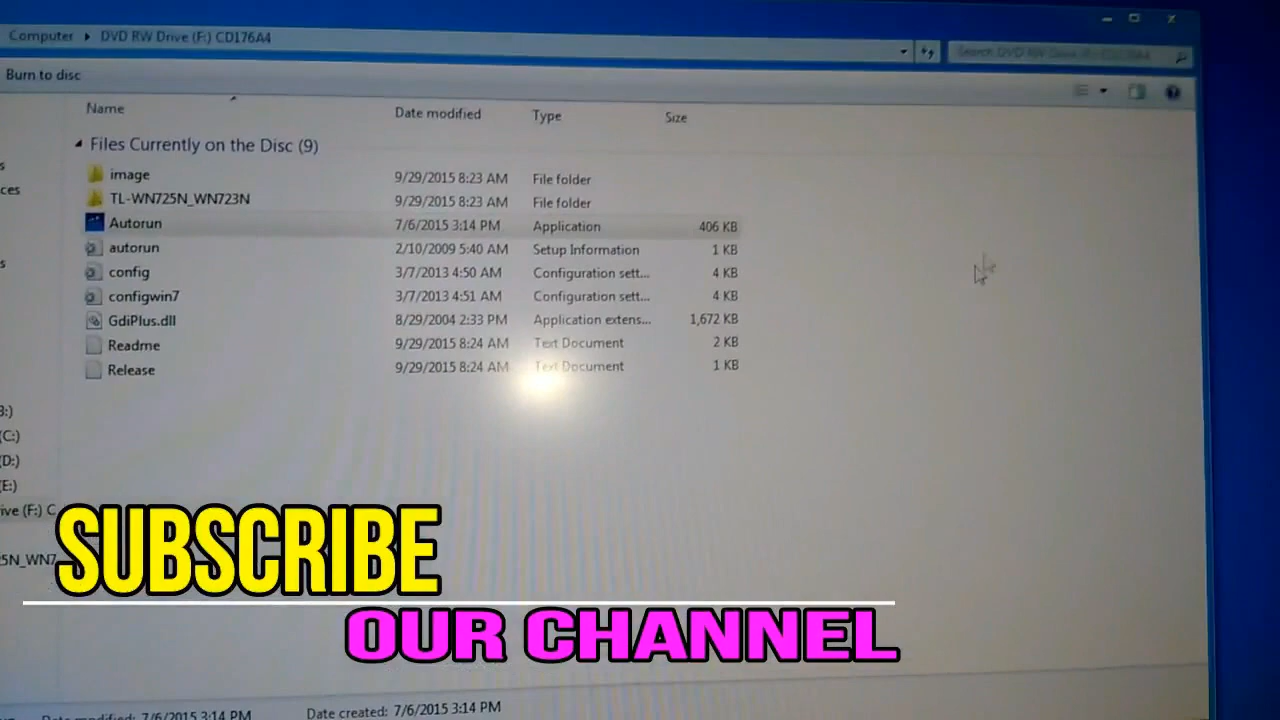 Computer ▸ DVD RW Drive (F:) CD176A4
Search DVD RW Drive (F:) CD176A4
Burn to disc
Name Date modified Type Size
Files Currently on the Disc (9)
image 9/29/2015 8:23 AM File folder
TL-WN725N_WN723N 9/29/2015 8:23 AM File folder
Autorun 7/6/2015 3:14 PM Application 406 KB
autorun 2/10/2009 5:40 AM Setup Information 1 KB
config 3/7/2013 4:50 AM Configuration sett... 4 KB
configwin7 3/7/2013 4:51 AM Configuration sett... 4 KB
GdiPlus.dll 8/29/2004 2:33 PM Application extens... 1,672 KB
Readme 9/29/2015 8:24 AM Text Document 2 KB
Release 9/29/2015 8:24 AM Text Document 1 KB
s
ces
s
B:)
(C:)
(D:)
(E:)
ive (F:) C
5N_WN7
SUBSCRIBE
OUR CHANNEL
Date modified: 7/6/2015 3:14 PM Date created: 7/6/2015 3:14 PM